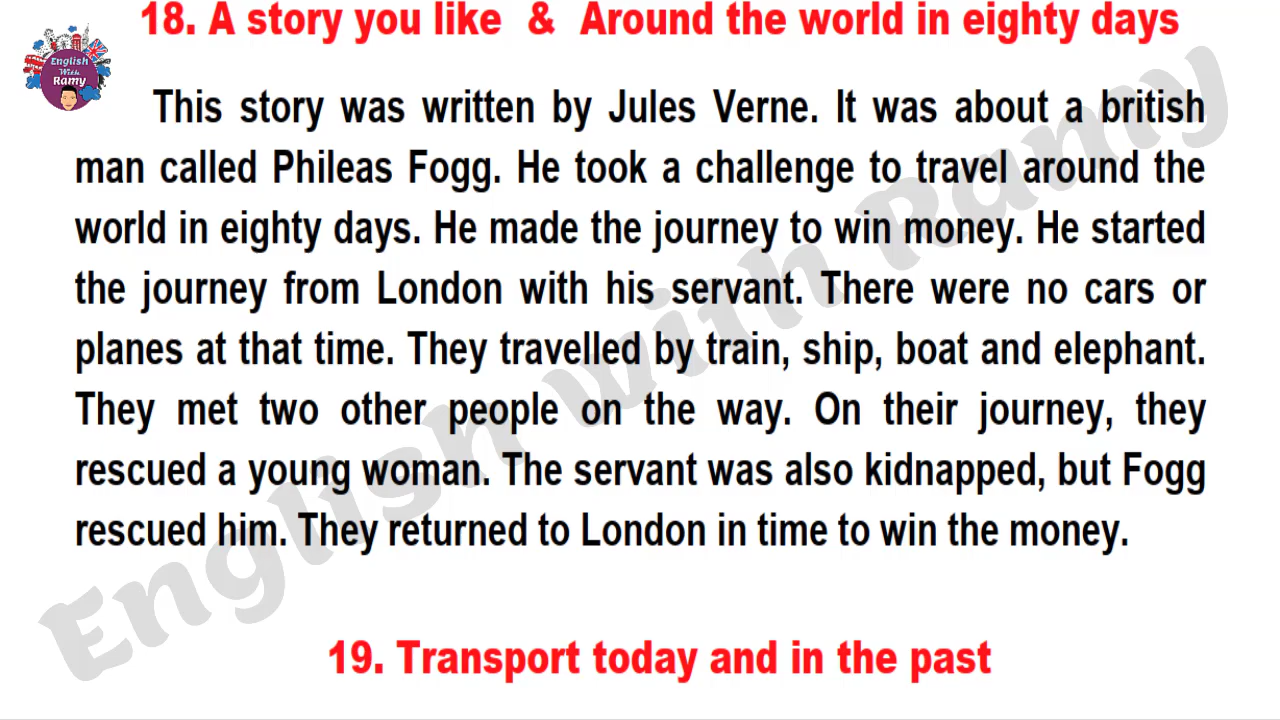 18. A story you like & Around the world in eighty days
English
With
Ramy
This story was written by Jules Verne. It was about a british
man called Phileas Fogg. He took a challenge to travel around the
world in eighty days. He made the journey to win money. He started
the journey from London with his servant. There were no cars or
planes at that time. They travelled by train, ship, boat and elephant.
They met two other people on the way. On their journey, they
rescued a young woman. The servant was also kidnapped, but Fogg
rescued him. They returned to London in time to win the money.
English with Ramy
19. Transport today and in the past